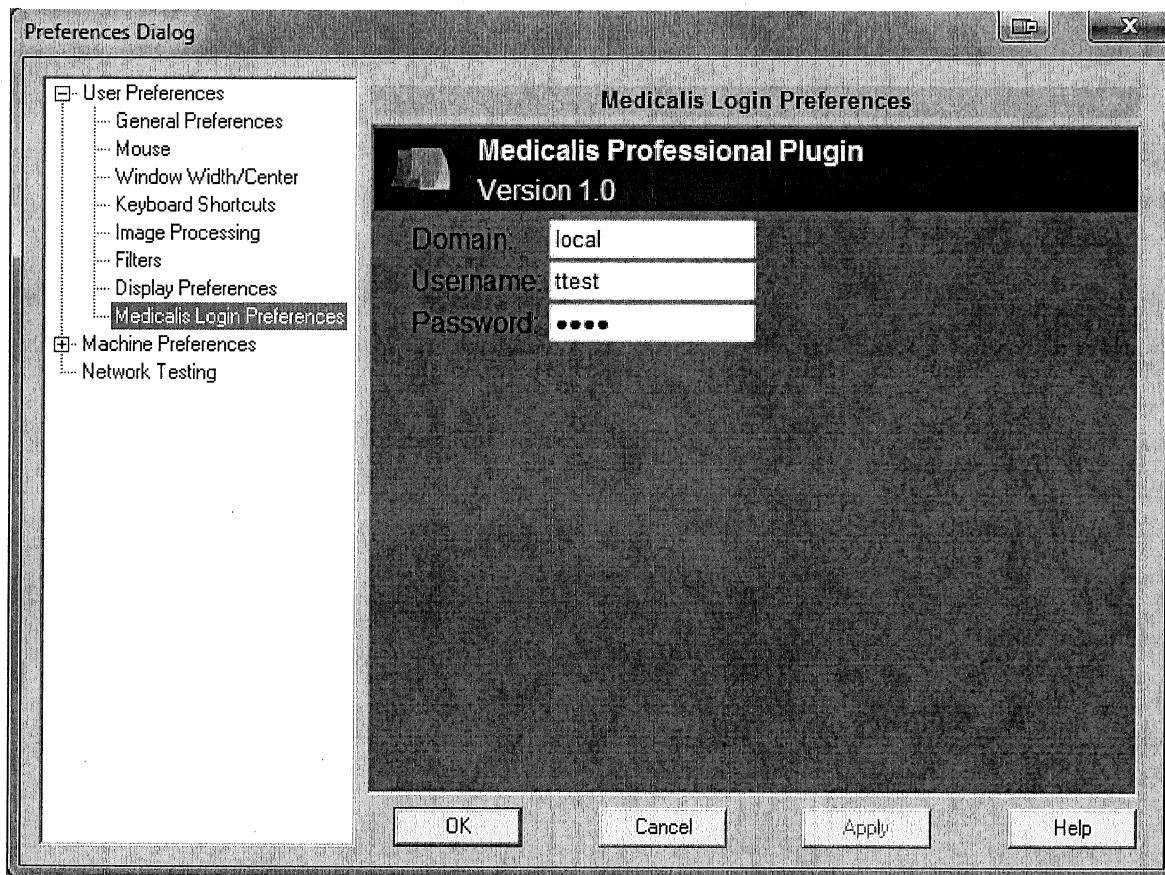 Preferences Dialog
User Preferences
General Preferences
Mouse
Window Width/Center
Keyboard Shortcuts
Image Processing
Filters
Display Preferences
Medicalis Login Preferences
Machine Preferences
Network Testing
Medicalis Login Preferences
Medicalis Professional Plugin
Version 1.0
Domain: local
Username: ttest
Password: ••••
OK Cancel Apply Help